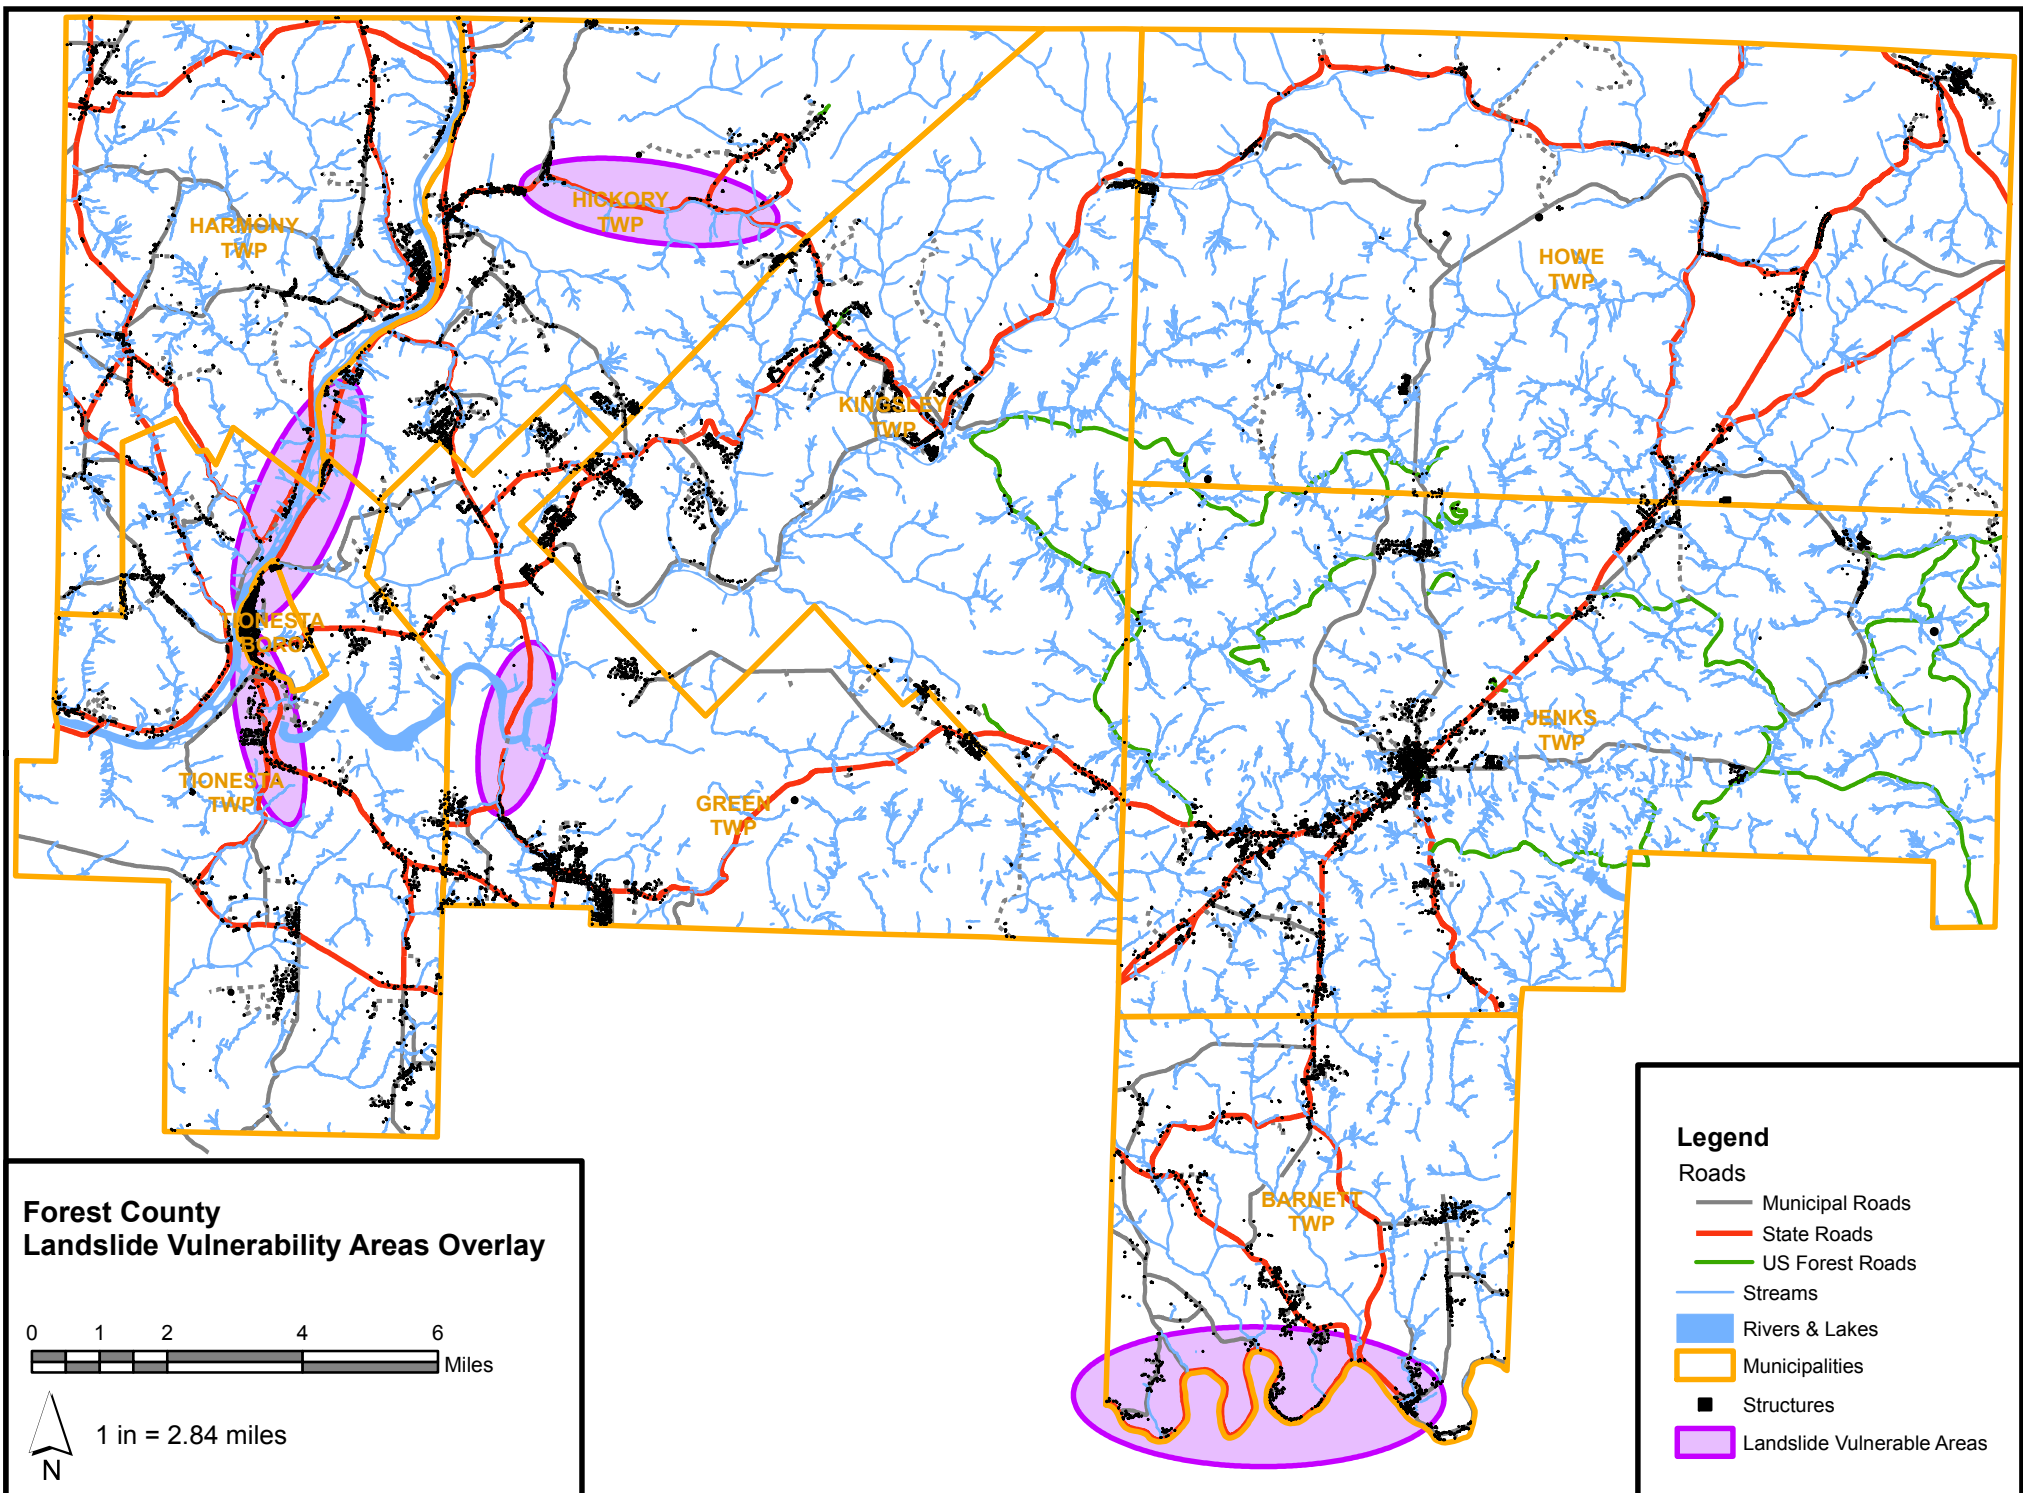 HARMONY
TWP
HICKORY
TWP
HOWE
TWP
KINGSLEY
TWP
TIONESTA
BORO
JENKS
TWP
TIONESTA
TWP
GREEN
TWP
BARNETT
TWP
Forest County
Landslide Vulnerability Areas Overlay
0 1 2 4 6
Miles
1 in = 2.84 miles
N
Legend
Roads
Municipal Roads
State Roads
US Forest Roads
Streams
Rivers & Lakes
Municipalities
Structures
Landslide Vulnerable Areas